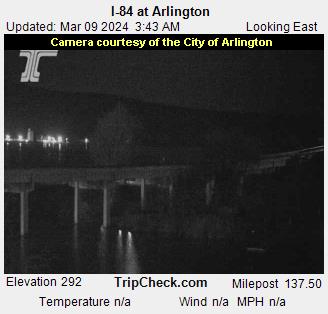 I-84 at Arlington
Updated: Mar 09 2024 3:43 AM Looking East
Camera courtesy of the City of Arlington
Elevation 292 TripCheck.com Milepost 137.50
Temperature n/a Wind n/a MPH n/a